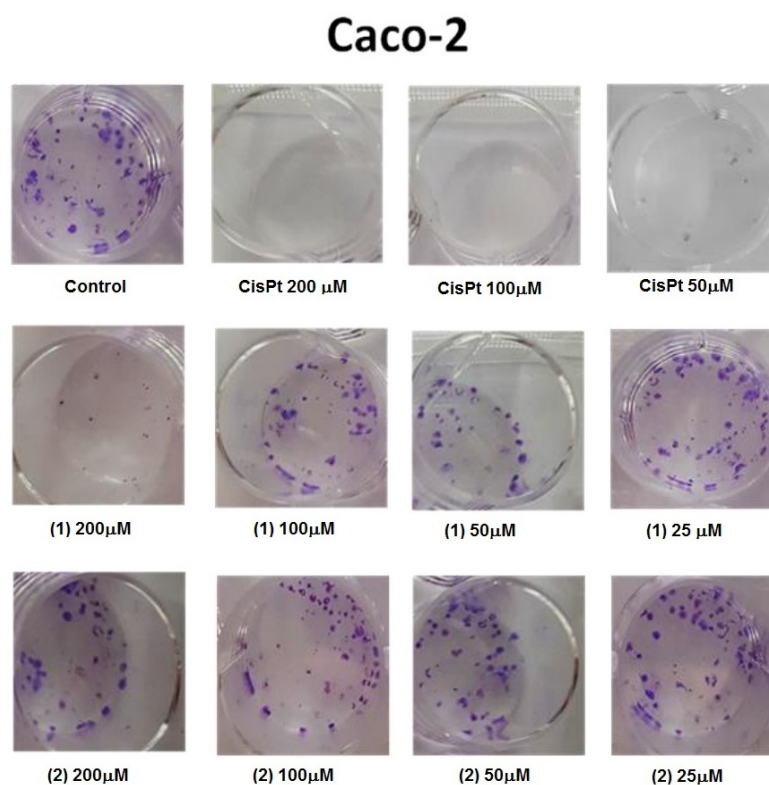 Caco-2
Control
CisPt 200 μM
CisPt 100μM
CisPt 50μM
(1) 200μM
(1) 100μM
(1) 50μM
(1) 25 μM
(2) 200μM
(2) 100μM
(2) 50μM
(2) 25μM